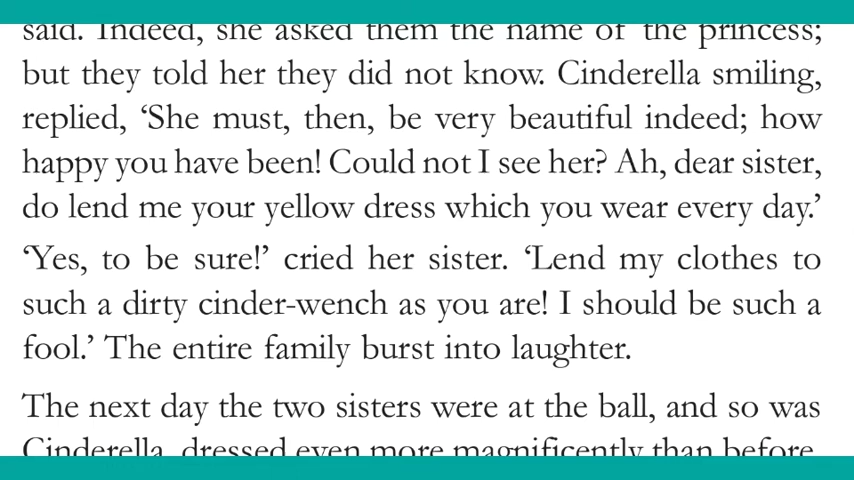 said. Indeed, she asked them the name of the princess;
but they told her they did not know. Cinderella smiling,
replied, ‘She must, then, be very beautiful indeed; how
happy you have been! Could not I see her? Ah, dear sister,
do lend me your yellow dress which you wear every day.’
‘Yes, to be sure!’ cried her sister. ‘Lend my clothes to
such a dirty cinder-wench as you are! I should be such a
fool.’ The entire family burst into laughter.
The next day the two sisters were at the ball, and so was
Cinderella, dressed even more magnificently than before.